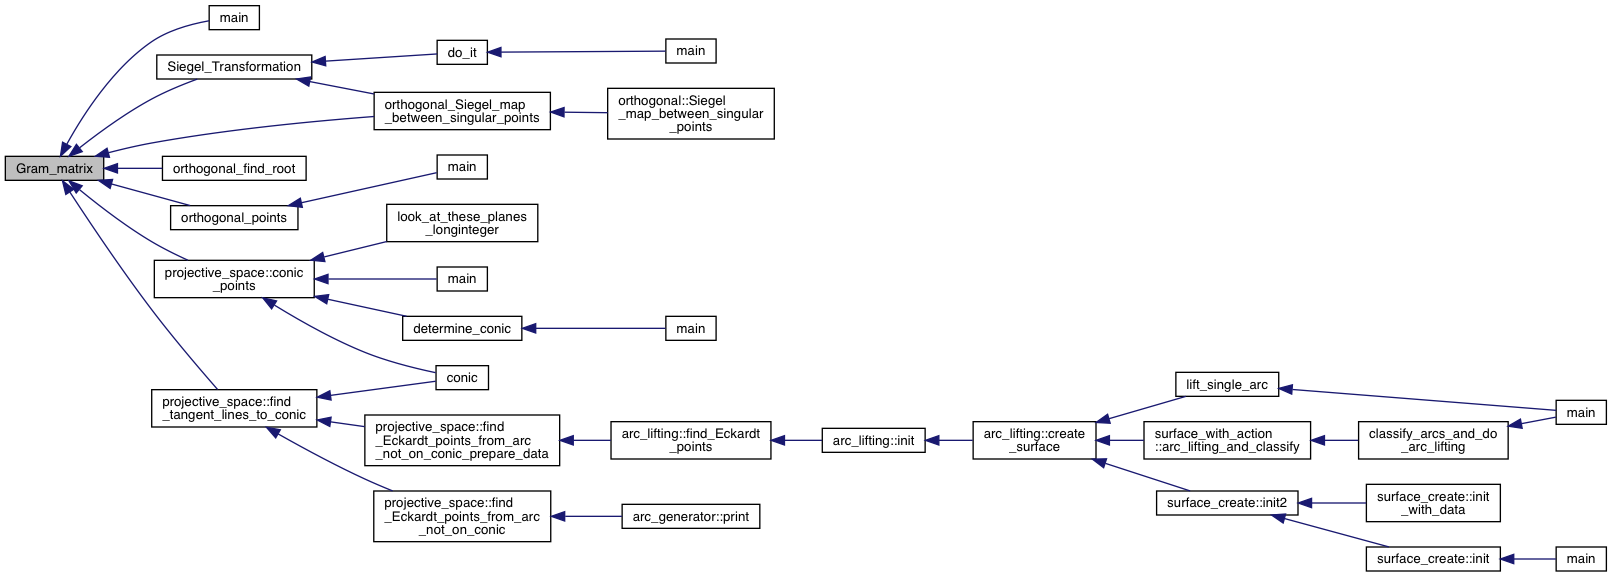 Gram_matrix
main
Siegel_Transformation
do_it
main
orthogonal_Siegel_map
_between_singular_points
orthogonal::Siegel
_map_between_singular
_points
orthogonal_find_root
orthogonal_points
main
projective_space::conic
_points
look_at_these_planes
_longinteger
main
determine_conic
main
conic
projective_space::find
_tangent_lines_to_conic
projective_space::find
_Eckardt_points_from_arc
_not_on_conic_prepare_data
arc_lifting::find_Eckardt
_points
arc_lifting::init
arc_lifting::create
_surface
lift_single_arc
main
surface_with_action
::arc_lifting_and_classify
classify_arcs_and_do
_arc_lifting
surface_create::init2
surface_create::init
_with_data
surface_create::init
main
projective_space::find
_Eckardt_points_from_arc
_not_on_conic
arc_generator::print